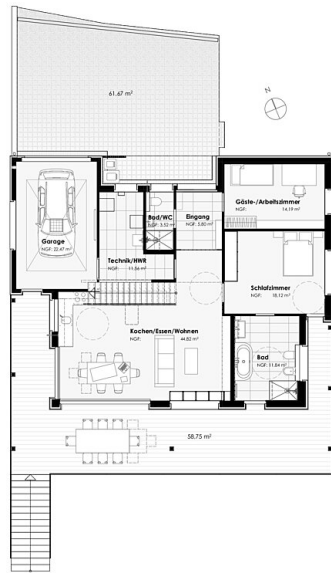 61.67 m²
N
Gäste-/Arbeitszimmer
NGF: 14,19 m²
Bad/WC
NGF: 3,52 m²
Eingang
NGF: 5,80 m²
Garage
NGF: 22,47 m²
Technik/HWR
NGF: 11,56 m²
Schlafzimmer
NGF: 18,12 m²
Kochen/Essen/Wohnen
NGF: 44,82 m²
Bad
NGF: 11,84 m²
58,75 m²